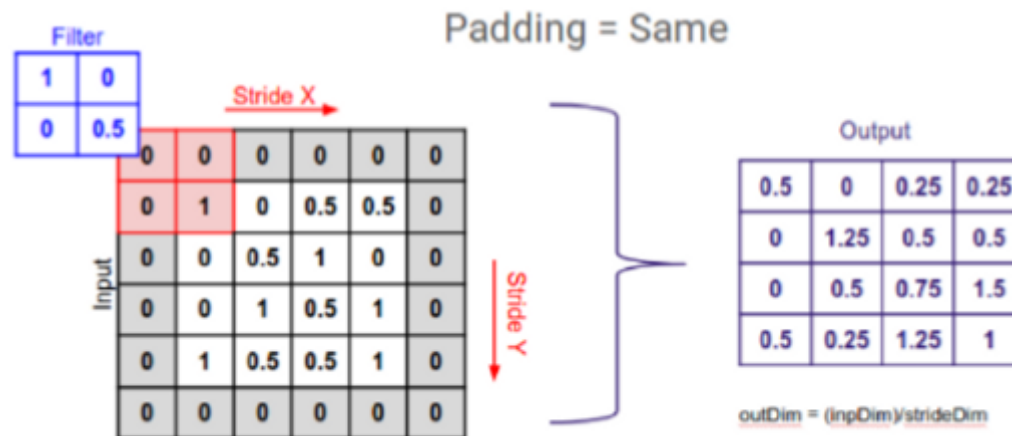 Padding = Same
Filter
1 0
0 0.5
Stride X
Output
0 0 0 0 0 0
0 1 0 0.5 0.5 0
0 0 0.5 1 0 0
0 0 1 0.5 1 0
0 1 0.5 0.5 1 0
0 0 0 0 0 0
Input
Stride Y
0.5 0 0.25 0.25
0 1.25 0.5 0.5
0 0.5 0.75 1.5
0.5 0.25 1.25 1
outDim = (inpDim)/strideDim